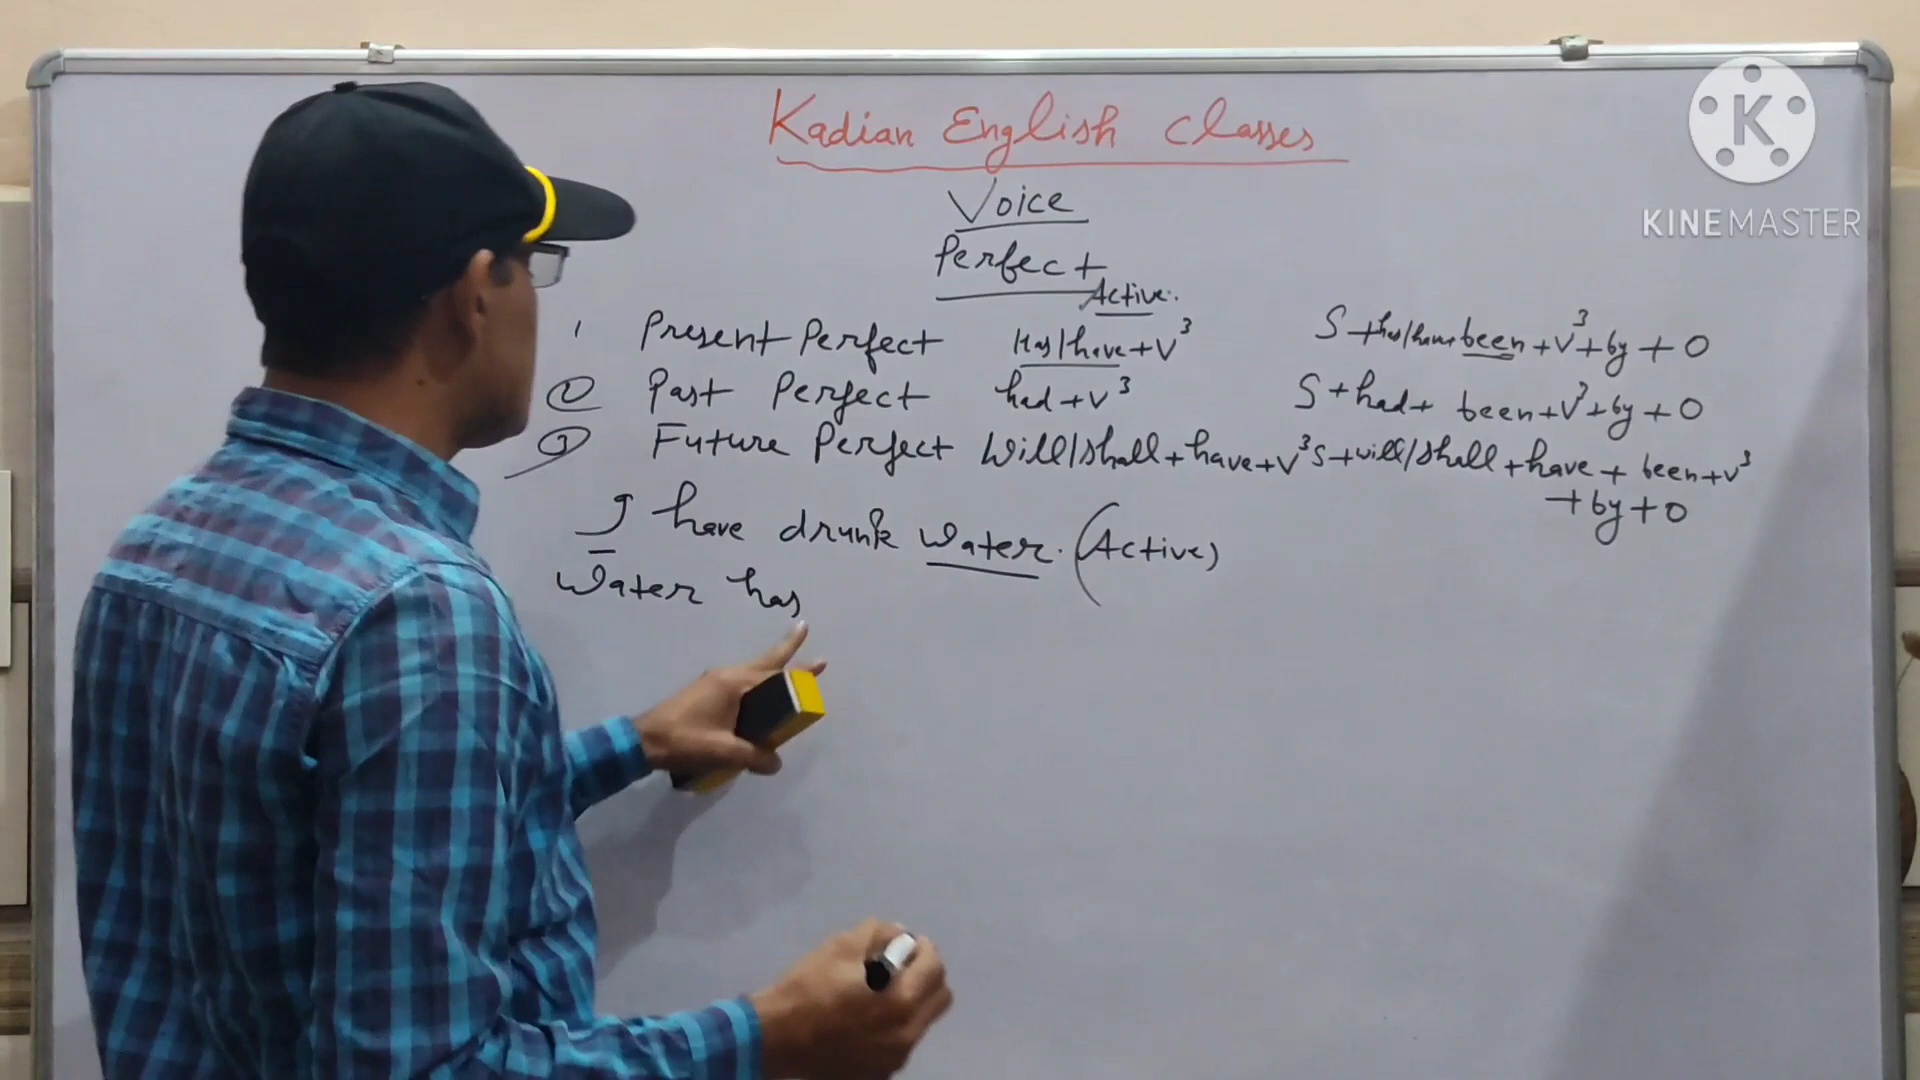 Kadian English Classes
K
KINEMASTER
Voice
Perfect
Active.
1 Present Perfect Has/have+V³ S+has/have+been+V³+by+O
② Past Perfect had+V³ S+had+ been+V³+by+O
③ Future Perfect Will/shall+have+V³ S+will/shall+have+been+V³
+by+O
I have drunk water. (Active)
Water has